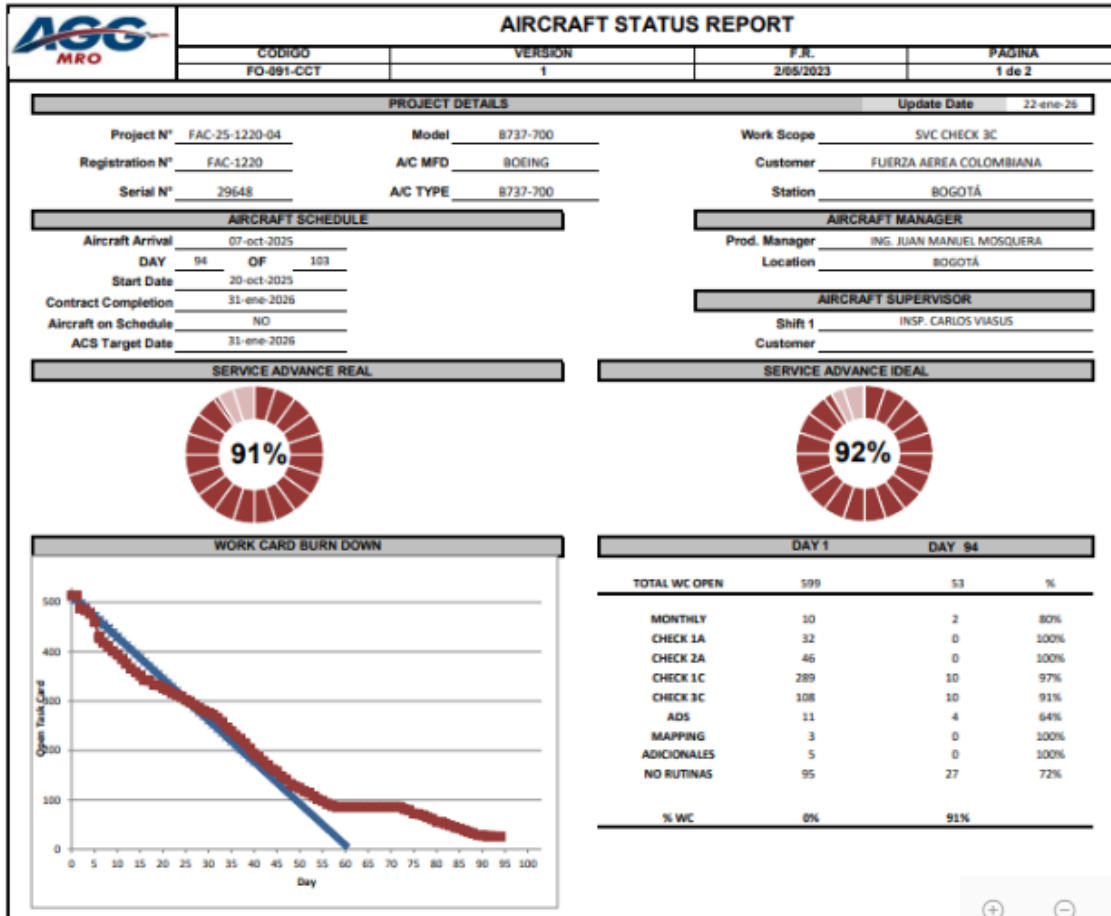 AGG
MRO
AIRCRAFT STATUS REPORT
CODIGO VERSION F.R. PAGINA
FO-091-CCT 1 2/05/2023 1 de 2
PROJECT DETAILS Update Date 22-ene-26
Project N° FAC-25-1220-04 Model B737-700 Work Scope SVC CHECK 3C
Registration N° FAC-1220 A/C MFD BOEING Customer FUERZA AEREA COLOMBIANA
Serial N° 29648 A/C TYPE B737-700 Station BOGOTÁ
AIRCRAFT SCHEDULE AIRCRAFT MANAGER
Aircraft Arrival 07-oct-2025 Prod. Manager ING. JUAN MANUEL MOSQUERA
DAY 94 OF 103 Location BOGOTÁ
Start Date 20-oct-2025
Contract Completion 31-ene-2026 AIRCRAFT SUPERVISOR
Aircraft on Schedule NO Shift 1 INSP. CARLOS VIASUS
ACS Target Date 31-ene-2026 Customer
SERVICE ADVANCE REAL SERVICE ADVANCE IDEAL
91% 92%
WORK CARD BURN DOWN DAY 1 DAY 94
TOTAL WC OPEN 599 53 %
MONTHLY 10 2 80%
CHECK 1A 32 0 100%
CHECK 2A 46 0 100%
CHECK 1C 289 10 97%
CHECK 3C 108 10 91%
ADS 11 4 64%
MAPPING 3 0 100%
ADICIONALES 5 0 100%
NO RUTINAS 95 27 72%
% WC 0% 91%
Open Task Card
500
400
300
200
100
0
0 5 10 15 20 25 30 35 40 45 50 55 60 65 70 75 80 85 90 95 100
Day